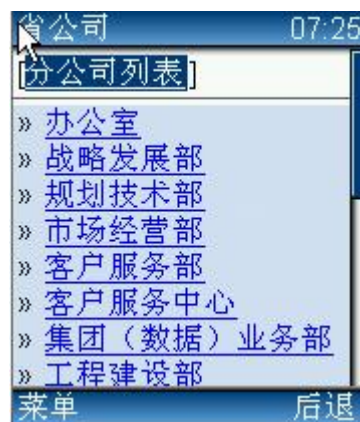 省公司 07:25
[分公司列表]
» 办公室
» 战略发展部
» 规划技术部
» 市场经营部
» 客户服务部
» 客户服务中心
» 集团（数据）业务部
» 工程建设部
菜单 后退